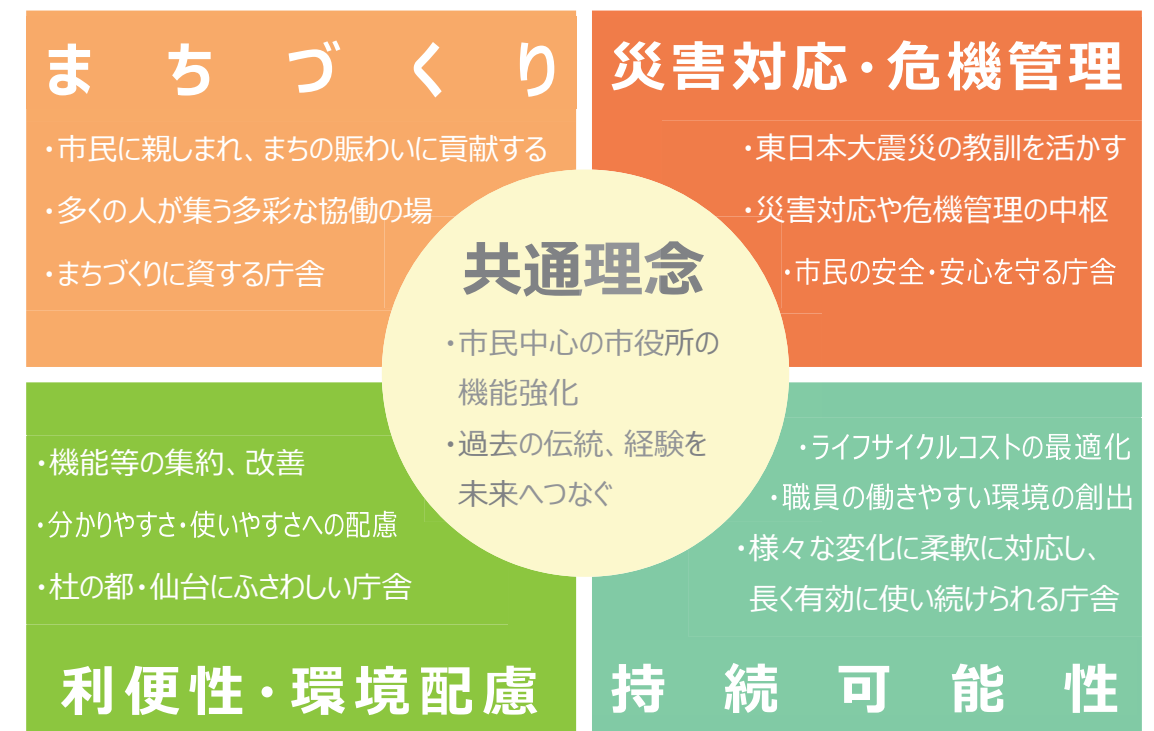 まちづくり
・市民に親しまれ、まちの賑わいに貢献する
・多くの人が集う多彩な協働の場
・まちづくりに資する庁舎
災害対応・危機管理
・東日本大震災の教訓を活かす
・災害対応や危機管理の中枢
・市民の安全・安心を守る庁舎
共通理念
・市民中心の市役所の
機能強化
・過去の伝統、経験を
未来へつなぐ
・機能等の集約、改善
・分かりやすさ・使いやすさへの配慮
・杜の都・仙台にふさわしい庁舎
利便性・環境配慮
・ライフサイクルコストの最適化
・職員の働きやすい環境の創出
・様々な変化に柔軟に対応し、
長く有効に使い続けられる庁舎
持続可能性